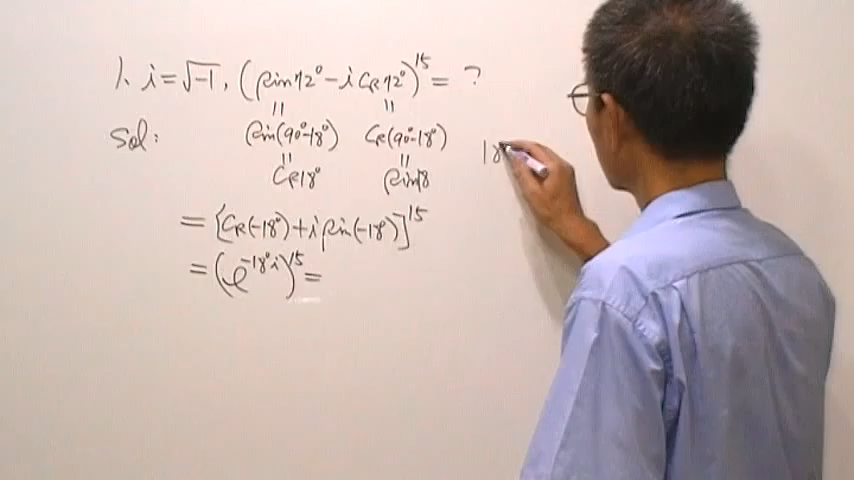 1. i = √-1, (sin72° - i cos72°)^15 = ?
Sol: sin(90°-18°) cos(90°-18°) 18
= =
cos18° sin18
= [cos(-18°) + i sin(-18°)]^15
= (e^-18°i)^15 =